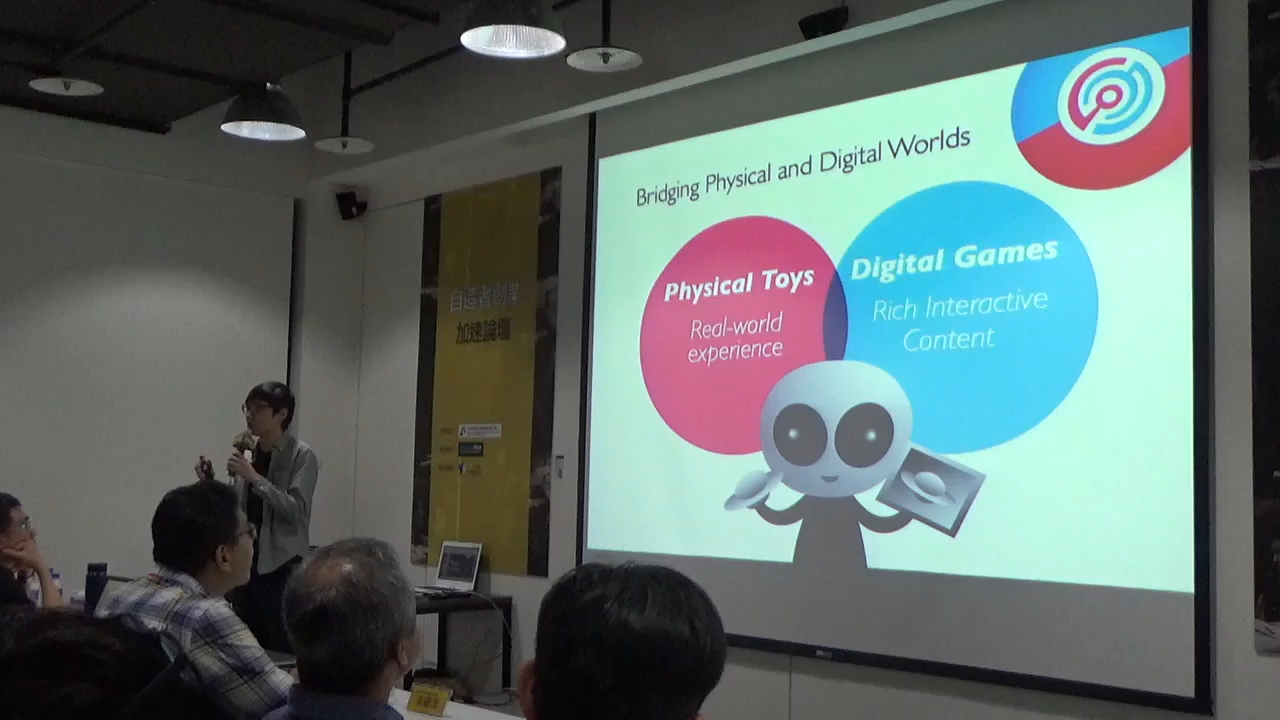 Bridging Physical and Digital Worlds
Physical Toys
Real-world
experience
Digital Games
Rich Interactive
Content
自造者創業
加速論壇